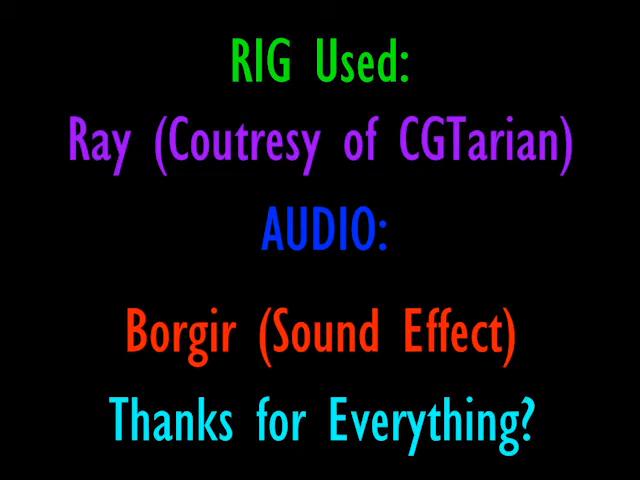 RIG Used:
Ray (Coutresy of CGTarian)
AUDIO:
Borgir (Sound Effect)
Thanks for Everything?